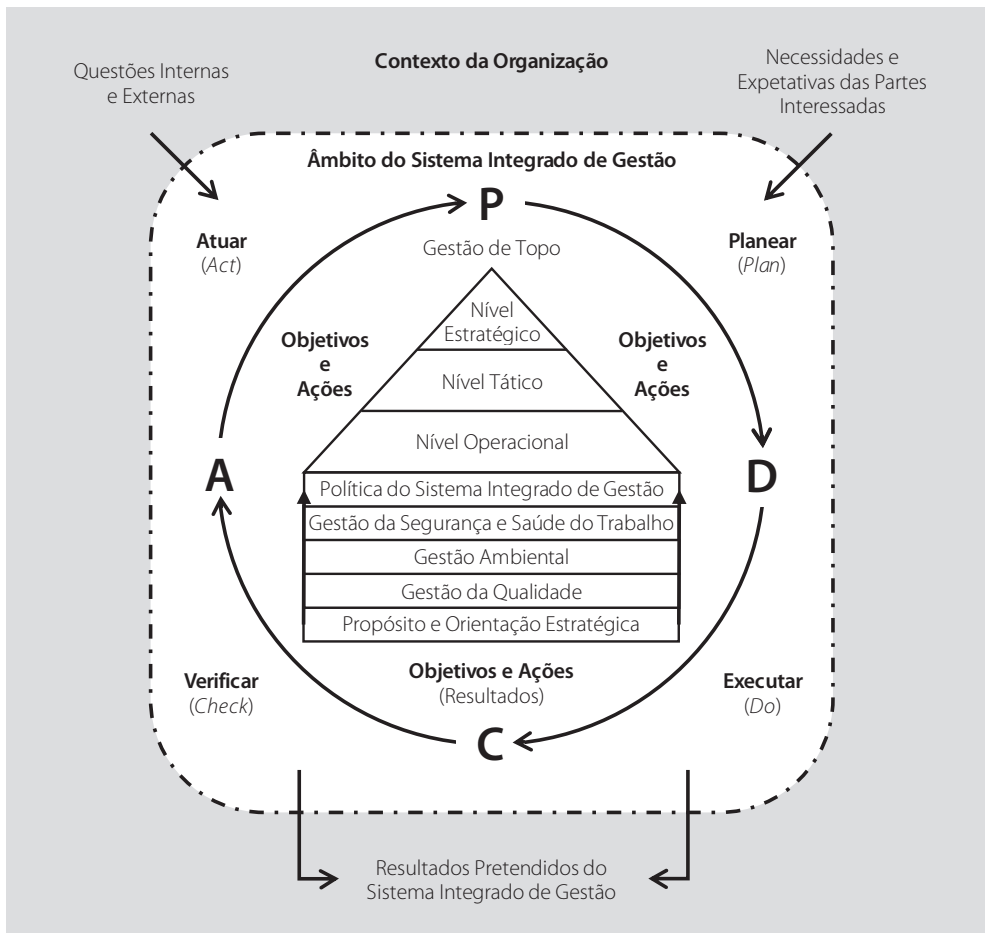 Contexto da Organização
Questões Internas
e Externas
Necessidades e
Expetativas das Partes
Interessadas
Âmbito do Sistema Integrado de Gestão
P
Atuar
(Act)
Gestão de Topo
Planear
(Plan)
Nível
Estratégico
Objetivos
e
Ações
Objetivos
e
Ações
Nível Tático
Nível Operacional
A
D
Política do Sistema Integrado de Gestão
Gestão da Segurança e Saúde do Trabalho
Gestão Ambiental
Gestão da Qualidade
Propósito e Orientação Estratégica
Verificar
(Check)
Objetivos e Ações
(Resultados)
Executar
(Do)
C
Resultados Pretendidos do
Sistema Integrado de Gestão